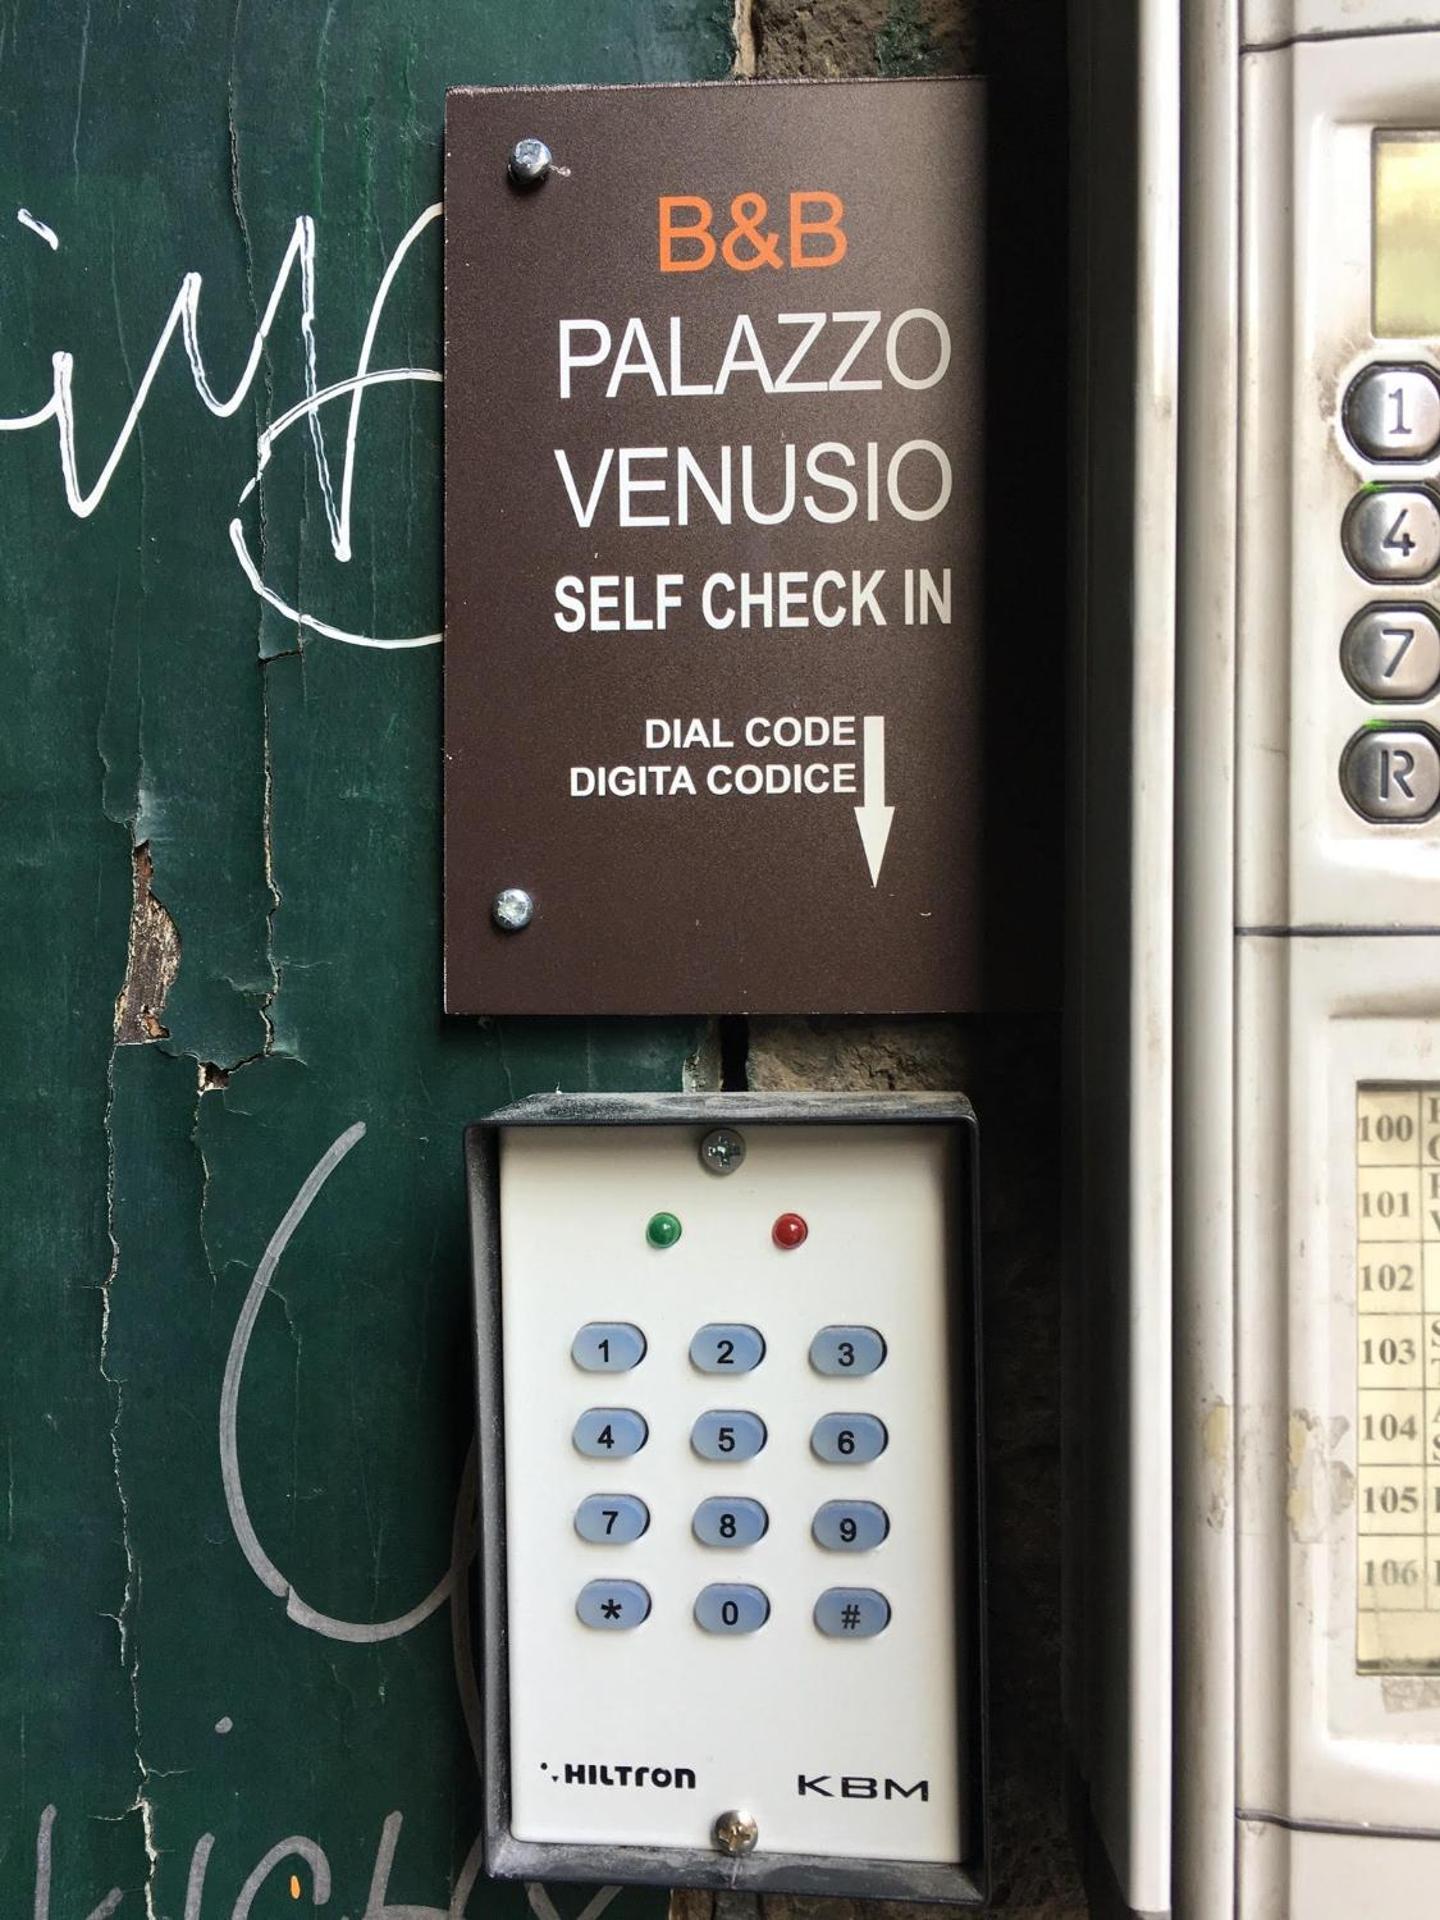 B&B
PALAZZO
VENUSIO
SELF CHECK IN
DIAL CODE
DIGITA CODICE
1 2 3
4 5 6
7 8 9
* 0 #
HILTron KBM
1
4
7
R
100
101
102
103
104
105
106